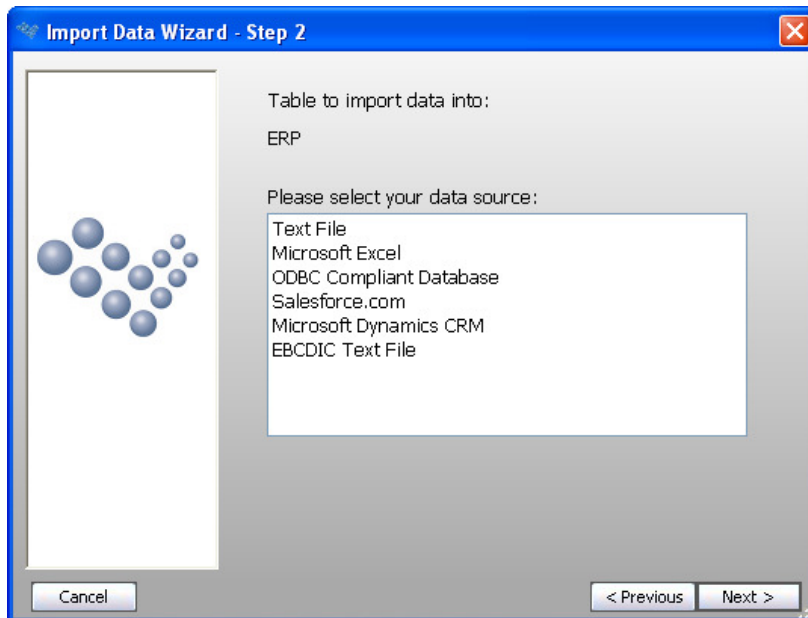 Import Data Wizard - Step 2
Table to import data into:
ERP
Please select your data source:
Text File
Microsoft Excel
ODBC Compliant Database
Salesforce.com
Microsoft Dynamics CRM
EBCDIC Text File
Cancel
< Previous
Next >